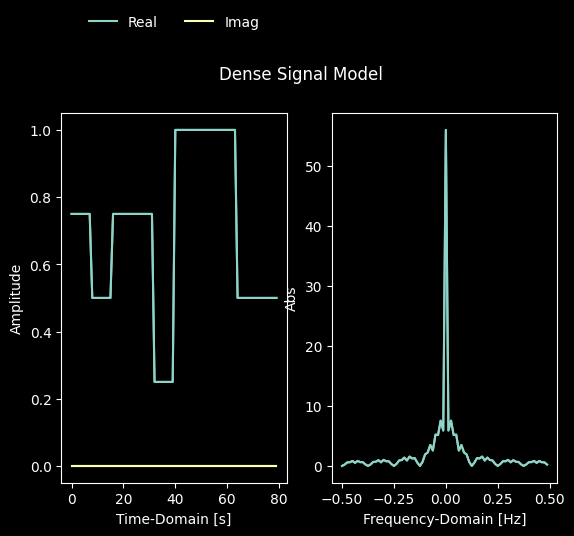 Real Imag
Dense Signal Model
1.0
0.8
0.6
0.4
0.2
0.0
Amplitude
0 20 40 60 80
Time-Domain [s]
50
40
30
20
10
0
Abs
−0.50 −0.25 0.00 0.25 0.50
Frequency-Domain [Hz]